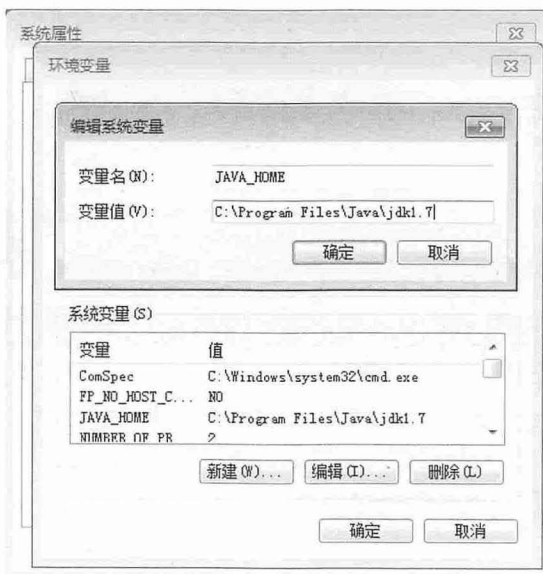 系统属性
环境变量
编辑系统变量
变量名(N): JAVA_HOME
变量值(V): C:\Program Files\Java\jdk1.7
确定 取消
系统变量(S)
变量 值
ComSpec C:\Windows\system32\cmd.exe
FP_NO_HOST_C... NO
JAVA_HOME C:\Program Files\Java\jdk1.7
NUMBER_OF_PR 2
新建(W)... 编辑(I)... 删除(L)
确定 取消